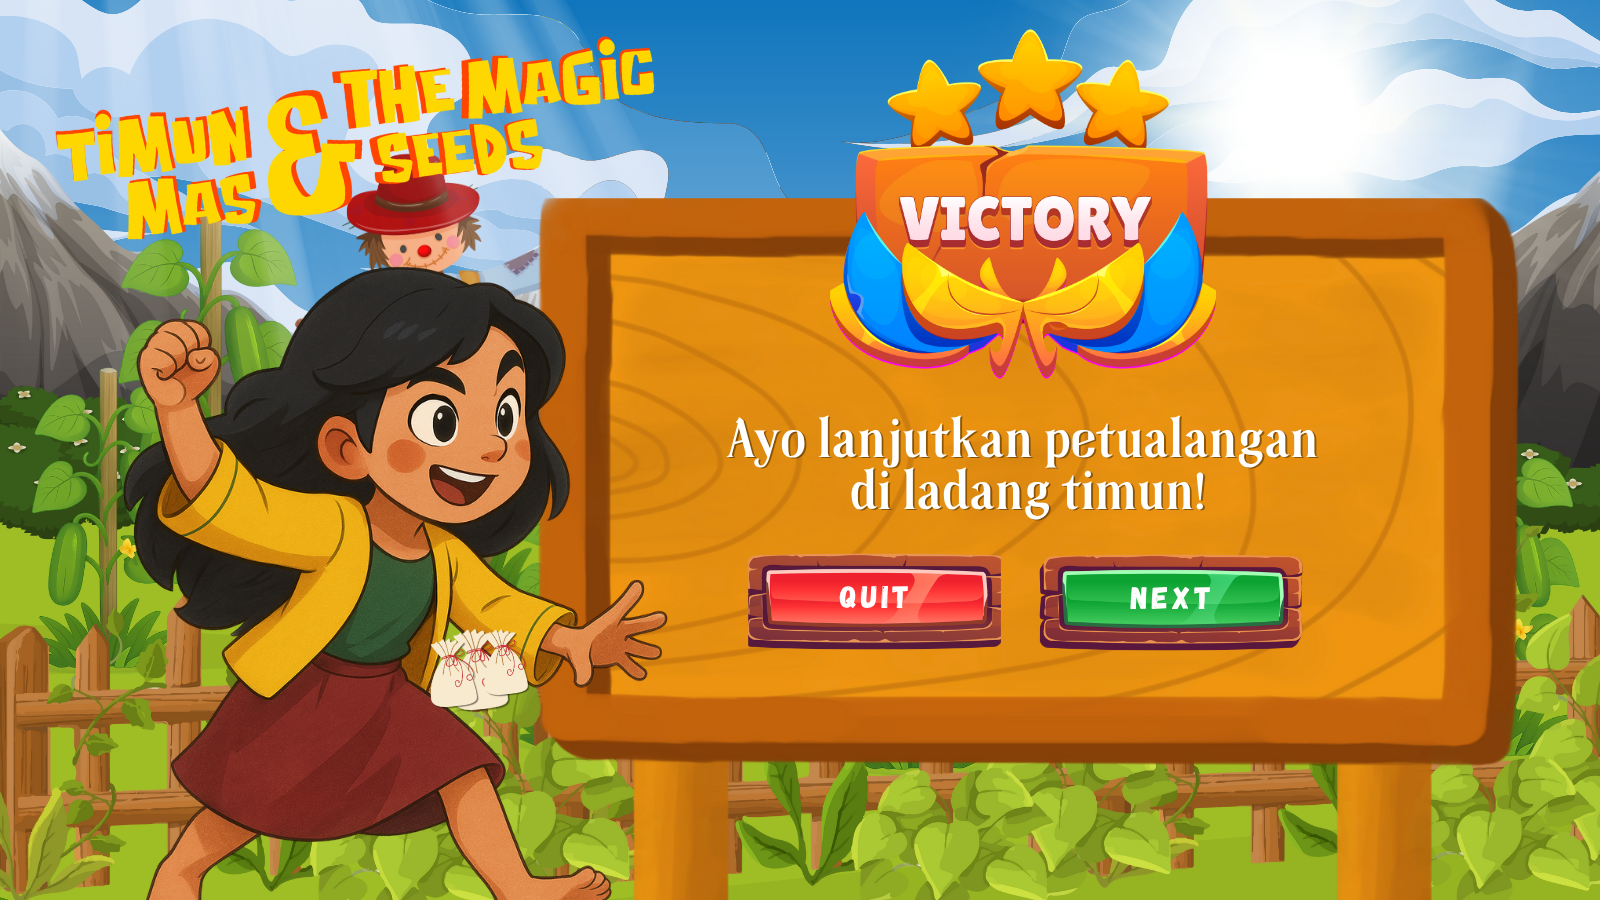 TiMUN MAS & THE MAGiC SEEDS
VICTORY
Ayo lanjutkan petualangan
di ladang timun!
QUIT
NEXT